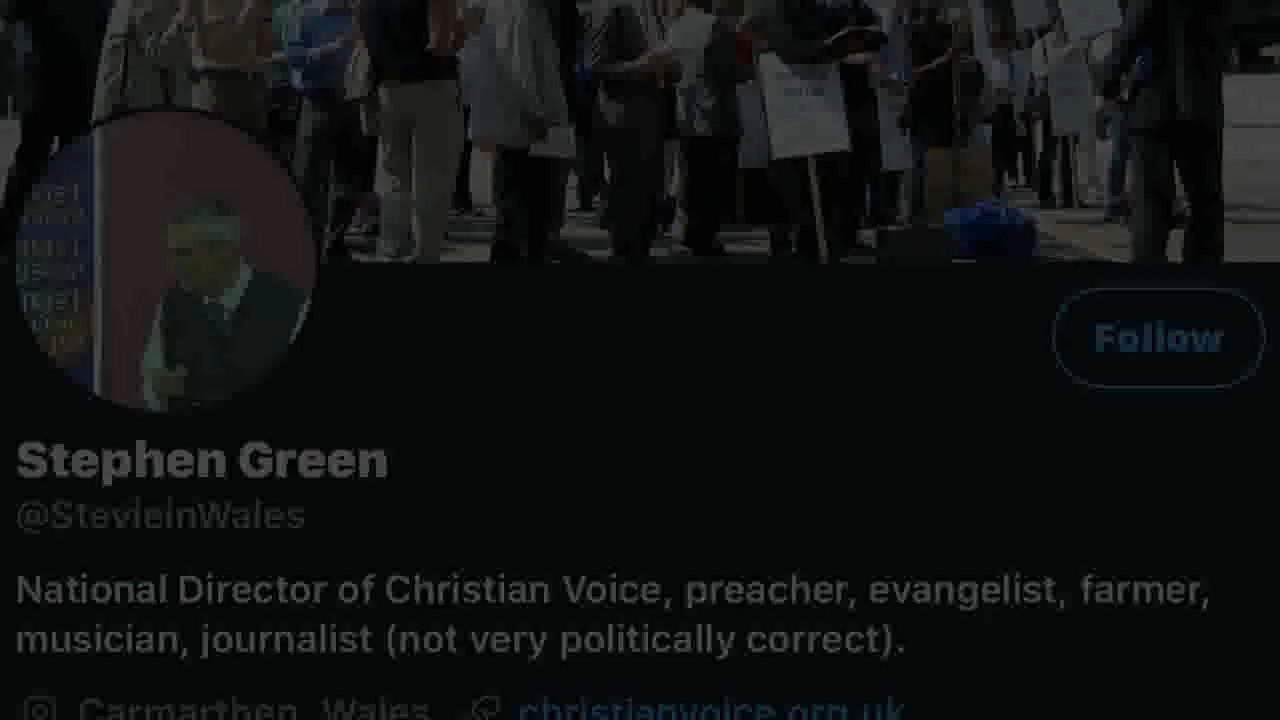 Follow
Stephen Green
@StevieinWales
National Director of Christian Voice, preacher, evangelist, farmer,
musician, journalist (not very politically correct).
Carmarthen, Wales christianvoice.org.uk